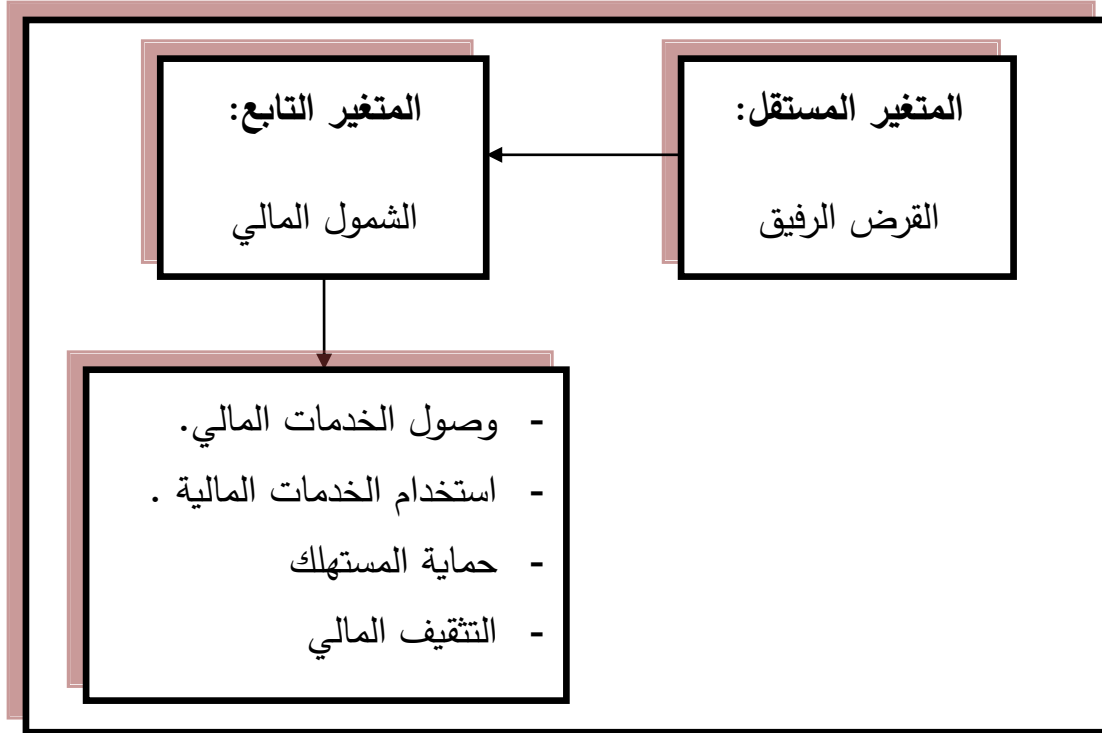 المتغير المستقل:
القرض الرفيق
المتغير التابع:
الشمول المالي
- وصول الخدمات المالي.
- استخدام الخدمات المالية .
- حماية المستهلك
- التثقيف المالي